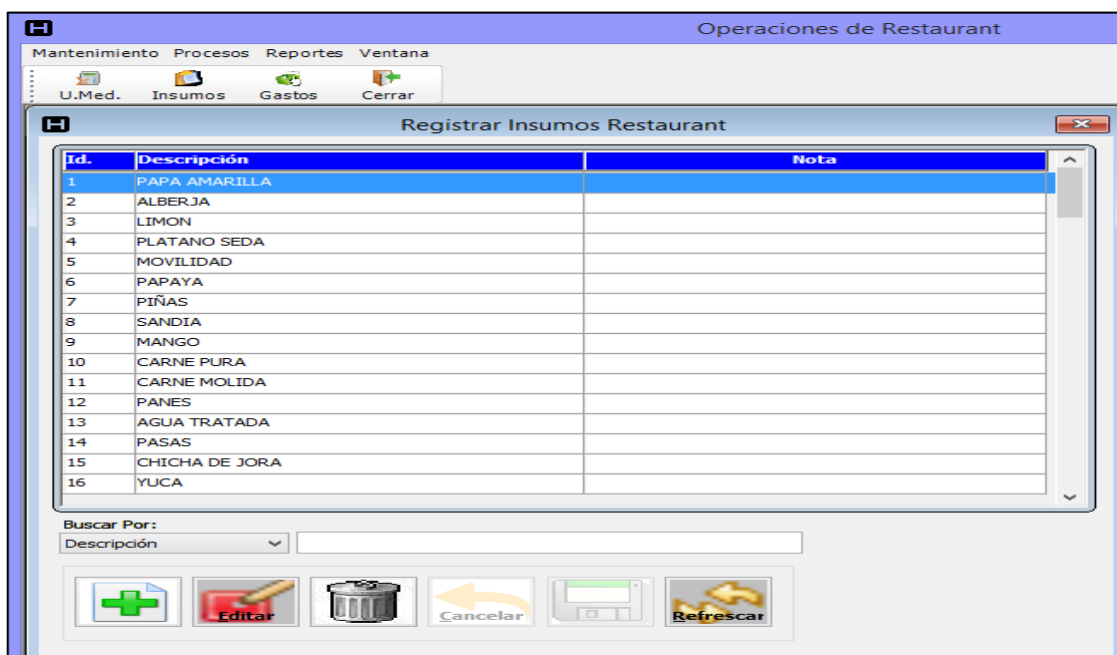 H Operaciones de Restaurant
Mantenimiento Procesos Reportes Ventana
U.Med. Insumos Gastos Cerrar
H Registrar Insumos Restaurant
Id. Descripción Nota
1 PAPA AMARILLA
2 ALBERJA
3 LIMON
4 PLATANO SEDA
5 MOVILIDAD
6 PAPAYA
7 PIÑAS
8 SANDIA
9 MANGO
10 CARNE PURA
11 CARNE MOLIDA
12 PANES
13 AGUA TRATADA
14 PASAS
15 CHICHA DE JORA
16 YUCA
Buscar Por:
Descripción
Editar Cancelar Refrescar